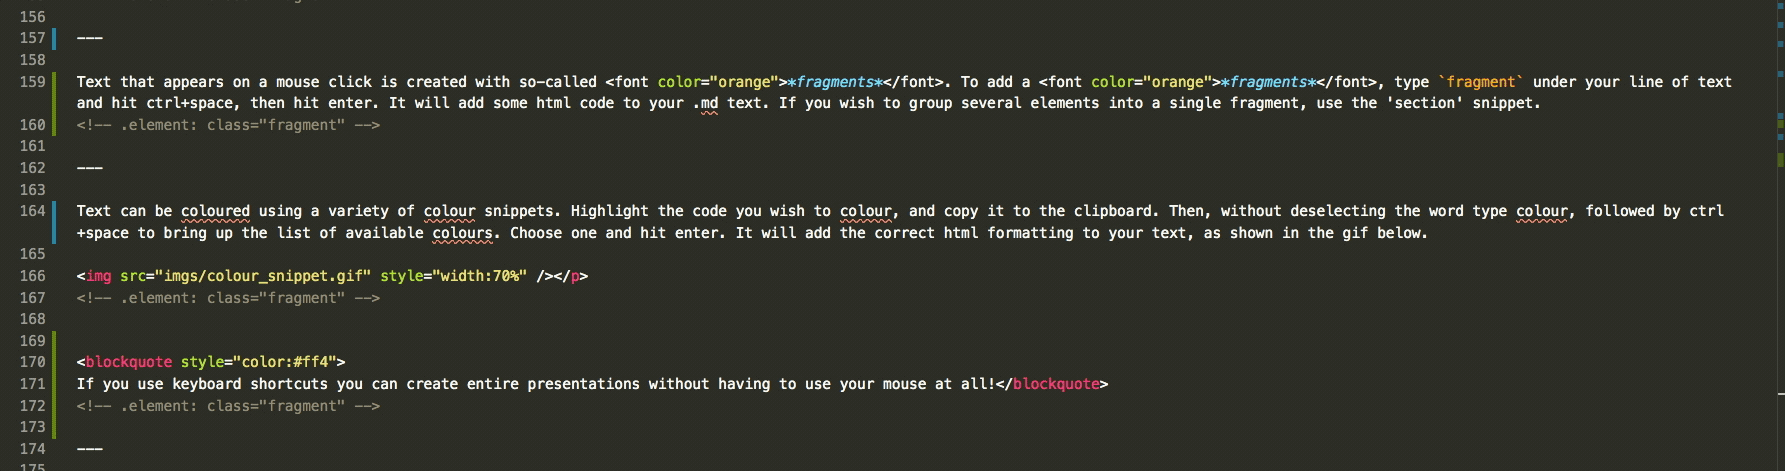 156
157 ---
158
159 Text that appears on a mouse click is created with so-called <font color="orange">*fragments*</font>. To add a <font color="orange">*fragments*</font>, type `fragment` under your line of text
and hit ctrl+space, then hit enter. It will add some html code to your .md text. If you wish to group several elements into a single fragment, use the 'section' snippet.
160 <!-- .element: class="fragment" -->
161
162 ---
163
164 Text can be coloured using a variety of colour snippets. Highlight the code you wish to colour, and copy it to the clipboard. Then, without deselecting the word type colour, followed by ctrl
+space to bring up the list of available colours. Choose one and hit enter. It will add the correct html formatting to your text, as shown in the gif below.
165
166 <img src="imgs/colour_snippet.gif" style="width:70%" /></p>
167 <!-- .element: class="fragment" -->
168
169
170 <blockquote style="color:#ff4">
171 If you use keyboard shortcuts you can create entire presentations without having to use your mouse at all!</blockquote>
172 <!-- .element: class="fragment" -->
173
174 ---
175